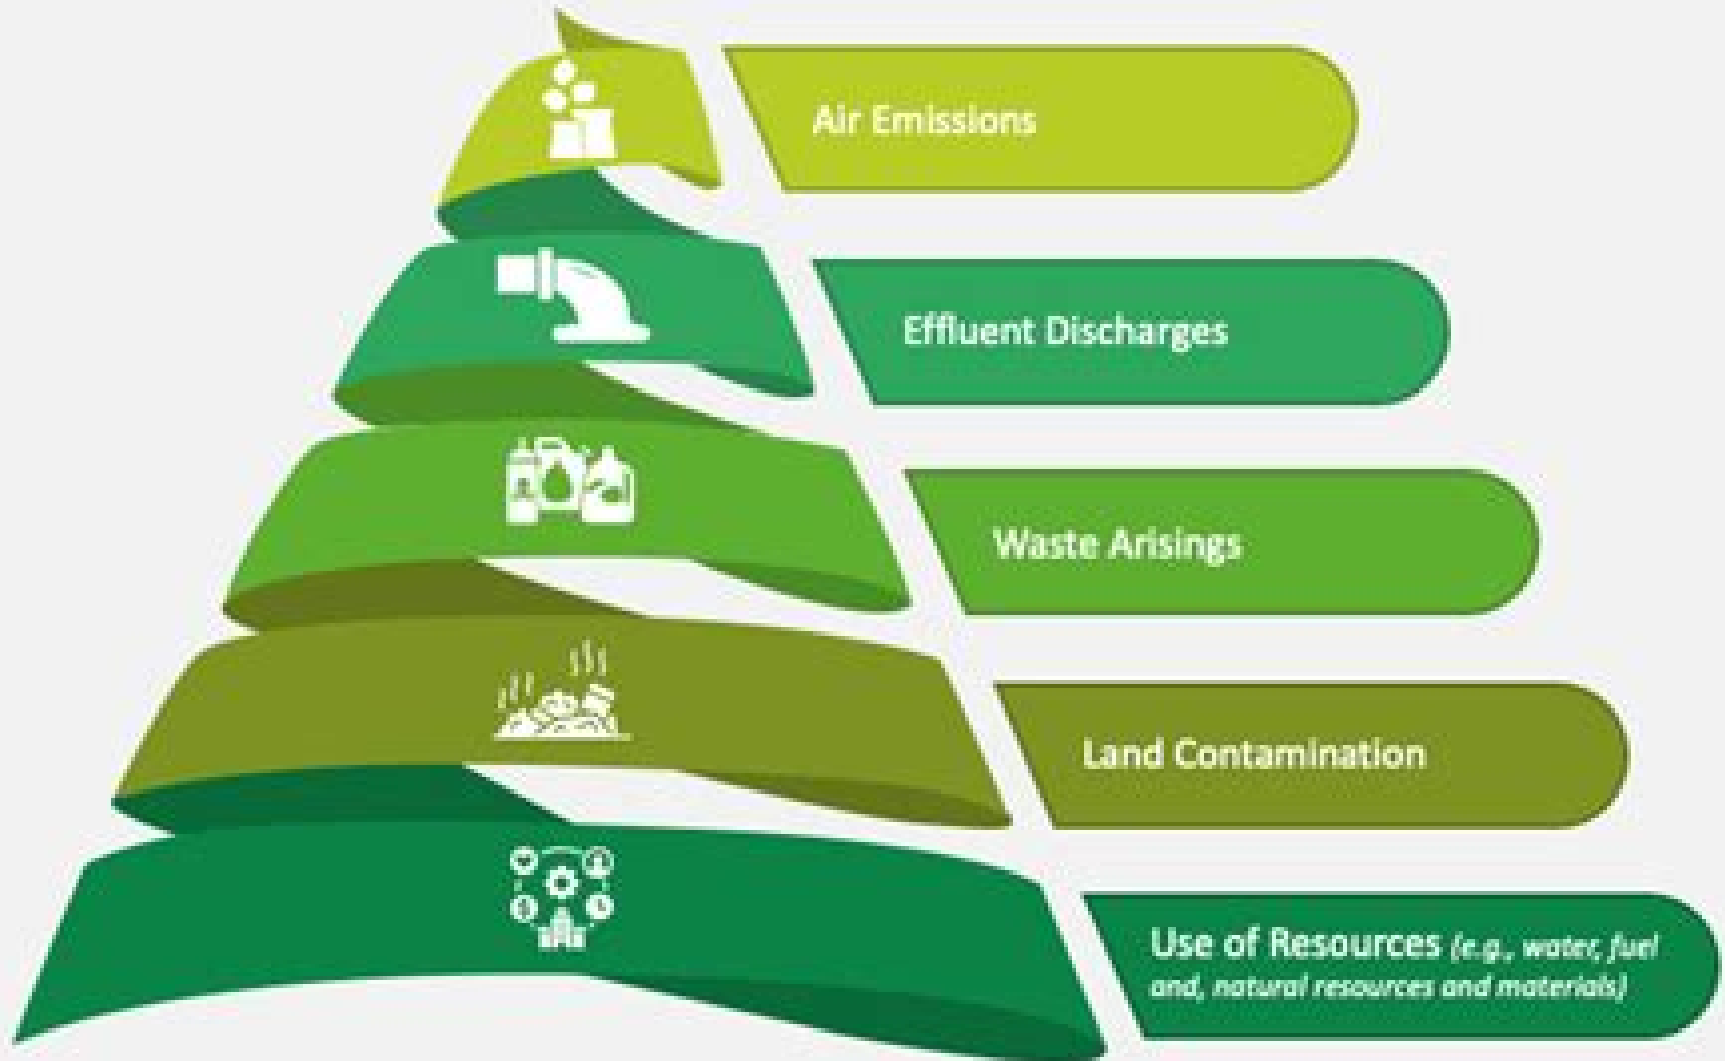 Air Emissions
Effluent Discharges
Waste Arisings
Land Contamination
Use of Resources (e.g., water, fuel
and, natural resources and materials)